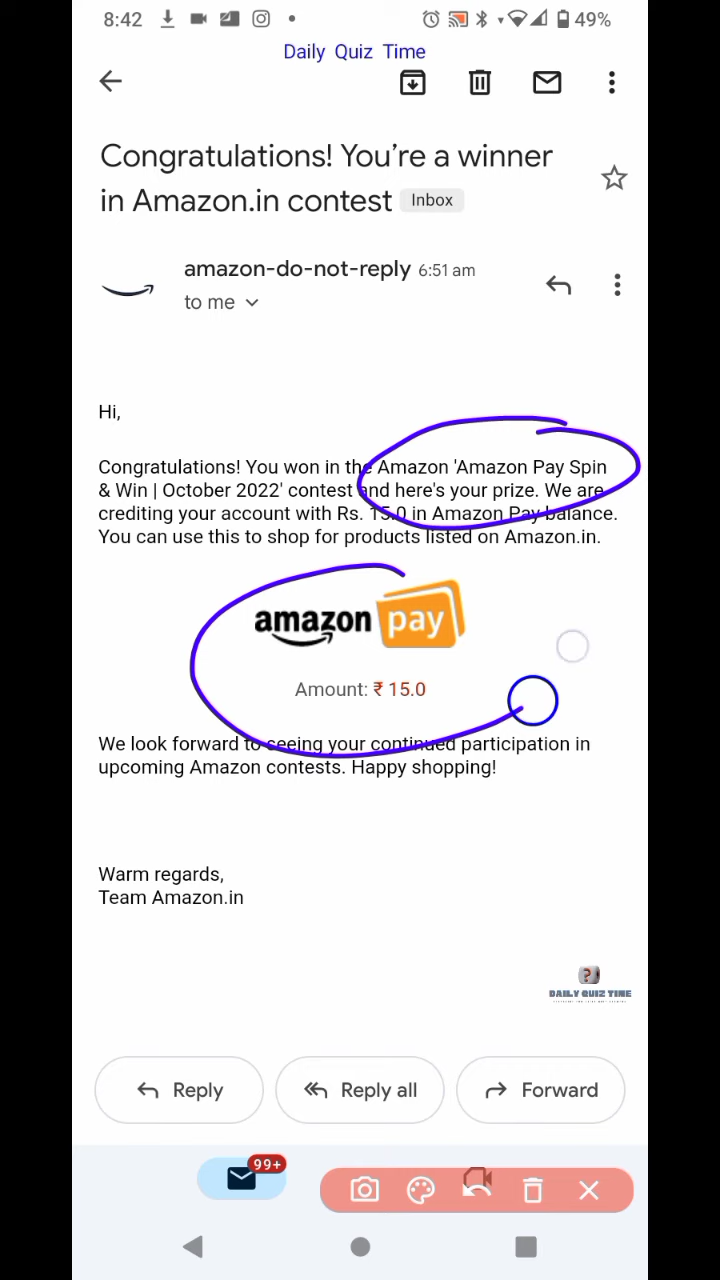 8:42
49%
Daily Quiz Time
Congratulations! You're a winner
in Amazon.in contest Inbox
amazon-do-not-reply 6:51 am
to me
Hi,
Congratulations! You won in the Amazon 'Amazon Pay Spin
& Win | October 2022' contest and here's your prize. We are
crediting your account with Rs. 15.0 in Amazon Pay balance.
You can use this to shop for products listed on Amazon.in.
amazon pay
Amount: ₹ 15.0
We look forward to seeing your continued participation in
upcoming Amazon contests. Happy shopping!
Warm regards,
Team Amazon.in
?
DAILY QUIZ TIME
Reply
Reply all
Forward
99+